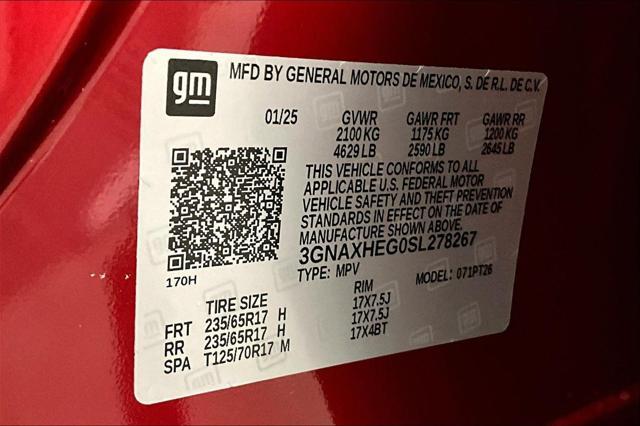 gm
MFD BY GENERAL MOTORS DE MEXICO, S. DE R.L. DE C.V.
01/25 GVWR GAWR FRT GAWR RR
2100 KG 1175 KG 1200 KG
4629 LB 2590 LB 2645 LB
THIS VEHICLE CONFORMS TO ALL
APPLICABLE U.S. FEDERAL MOTOR
VEHICLE SAFETY AND THEFT PREVENTION
STANDARDS IN EFFECT ON THE DATE OF
MANUFACTURE SHOWN ABOVE.
3GNAXHEG0SL278267
170H
TYPE: MPV MODEL: 071PT26
TIRE SIZE RIM
FRT 235/65R17 H 17X7.5J
RR 235/65R17 H 17X7.5J
SPA T125/70R17 M 17X4BT